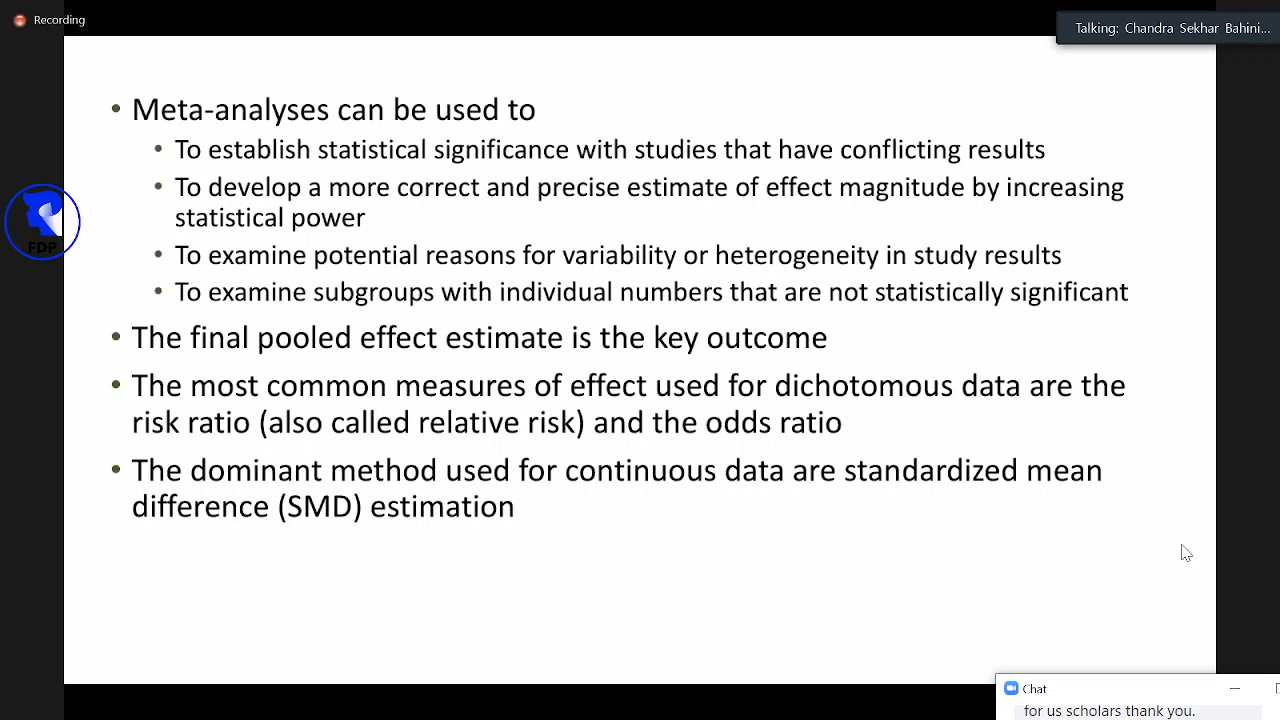 Recording
Talking: Chandra Sekhar Bahini...
• Meta-analyses can be used to
• To establish statistical significance with studies that have conflicting results
• To develop a more correct and precise estimate of effect magnitude by increasing
statistical power
• To examine potential reasons for variability or heterogeneity in study results
• To examine subgroups with individual numbers that are not statistically significant
• The final pooled effect estimate is the key outcome
• The most common measures of effect used for dichotomous data are the
risk ratio (also called relative risk) and the odds ratio
• The dominant method used for continuous data are standardized mean
difference (SMD) estimation
FDP
Chat
for us scholars thank you.